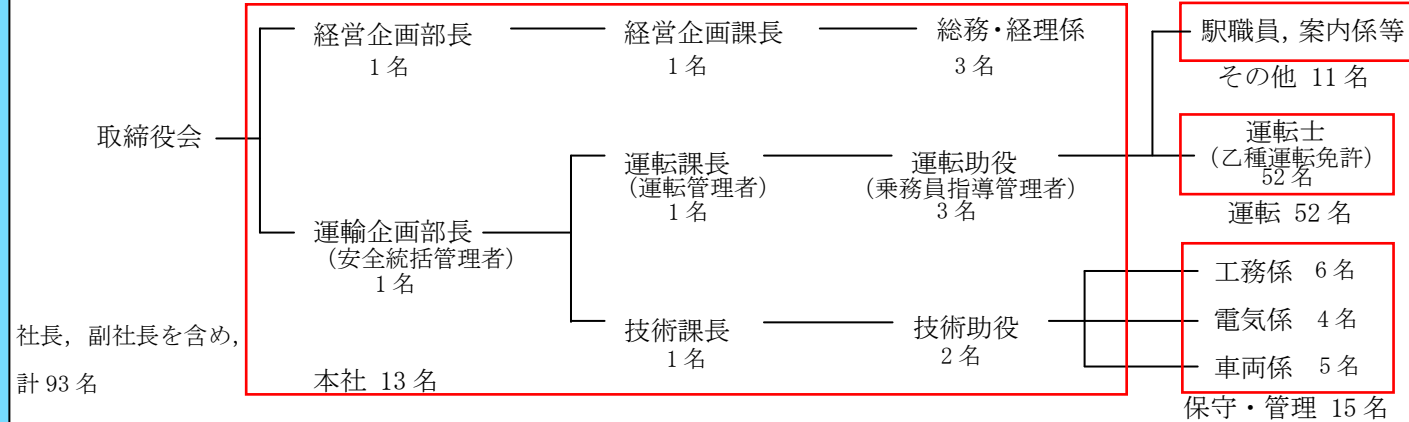 経営企画部長
1名
経営企画課長
1名
総務・経理係
3名
駅職員,案内係等
その他 11名
取締役会
運転課長
(運転管理者)
1名
運転助役
(乗務員指導管理者)
3名
運転士
(乙種運転免許)
52名
運転 52名
運輸企画部長
(安全統括管理者)
1名
技術課長
1名
技術助役
2名
工務係 6名
電気係 4名
車両係 5名
保守・管理 15名
社長,副社長を含め,
計93名
本社 13名